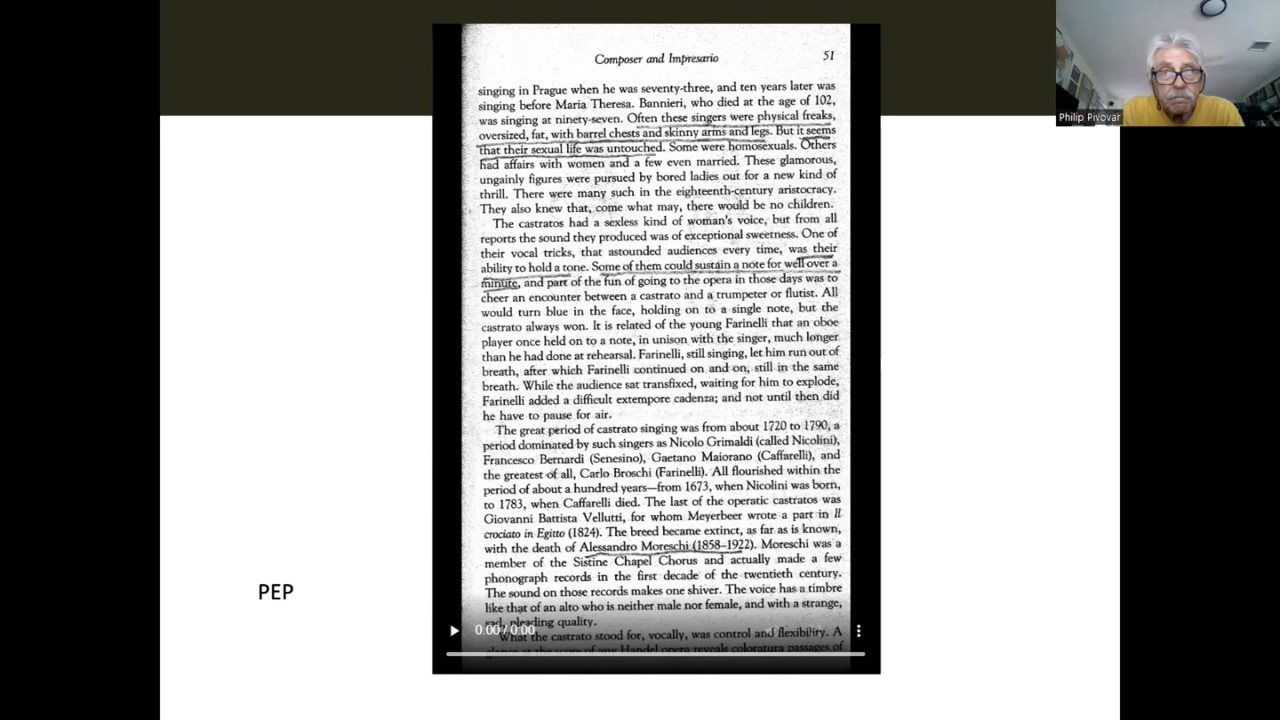 Composer and Impresario 51
singing in Prague when he was seventy-three, and ten years later was
singing before Maria Theresa. Bannieri, who died at the age of 102,
was singing at ninety-seven. Often these singers were physical freaks,
oversized, fat, with barrel chests and skinny arms and legs. But it seems
that their sexual life was untouched. Some were homosexuals. Others
had affairs with women and a few even married. These glamorous,
ungainly figures were pursued by bored ladies out for a new kind of
thrill. There were many such in the eighteenth-century aristocracy.
They also knew that, come what may, there would be no children.
The castratos had a sexless kind of woman's voice, but from all
reports the sound they produced was of exceptional sweetness. One of
their vocal tricks, that astounded audiences every time, was their
ability to hold a tone. Some of them could sustain a note for well over a
minute, and part of the fun of going to the opera in those days was to
cheer an encounter between a castrato and a trumpeter or flutist. All
would turn blue in the face, holding on to a single note, but the
castrato always won. It is related of the young Farinelli that an oboe
player once held on to a note, in unison with the singer, much longer
than he had done at rehearsal. Farinelli, still singing, let him run out of
breath, after which Farinelli continued on and on, still in the same
breath. While the audience sat transfixed, waiting for him to explode,
Farinelli added a difficult extempore cadenza; and not until then did
he have to pause for air.
The great period of castrato singing was from about 1720 to 1790, a
period dominated by such singers as Nicolo Grimaldi (called Nicolini),
Francesco Bernardi (Senesino), Gaetano Maiorano (Caffarelli), and
the greatest of all, Carlo Broschi (Farinelli). All flourished within the
period of about a hundred years—from 1673, when Nicolini was born,
to 1783, when Caffarelli died. The last of the operatic castratos was
Giovanni Battista Vellutti, for whom Meyerbeer wrote a part in Il
crociato in Egitto (1824). The breed became extinct, as far as is known,
with the death of Alessandro Moreschi (1858–1922). Moreschi was a
member of the Sistine Chapel Chorus and actually made a few
phonograph records in the first decade of the twentieth century.
The sound on those records makes one shiver. The voice has a timbre
like that of an alto who is neither male nor female, and with a strange,
sad, pleading quality.
What the castrato stood for, vocally, was control and flexibility. A
glance at the score of any Handel opera reveals coloratura passages of
0:00 / 0:00
PEP
Philip Pivovar